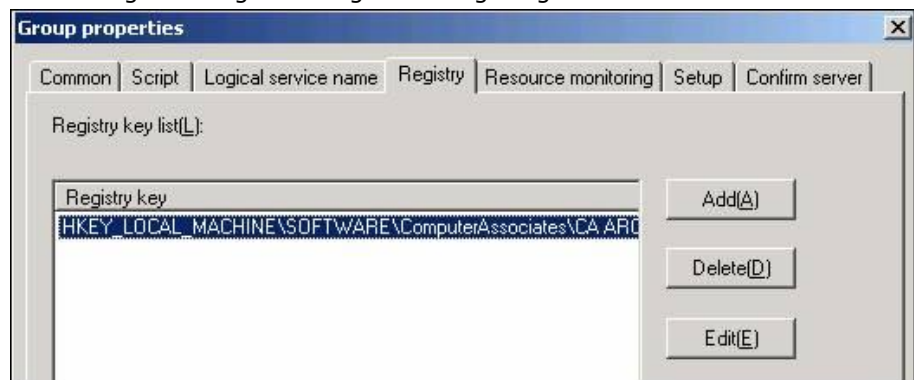 Group properties
Common Script Logical service name Registry Resource monitoring Setup Confirm server
Registry key list(L):
Registry key
Add(A)
HKEY_LOCAL_MACHINE\SOFTWARE\ComputerAssociates\CA ARC
Delete(D)
Edit(E)